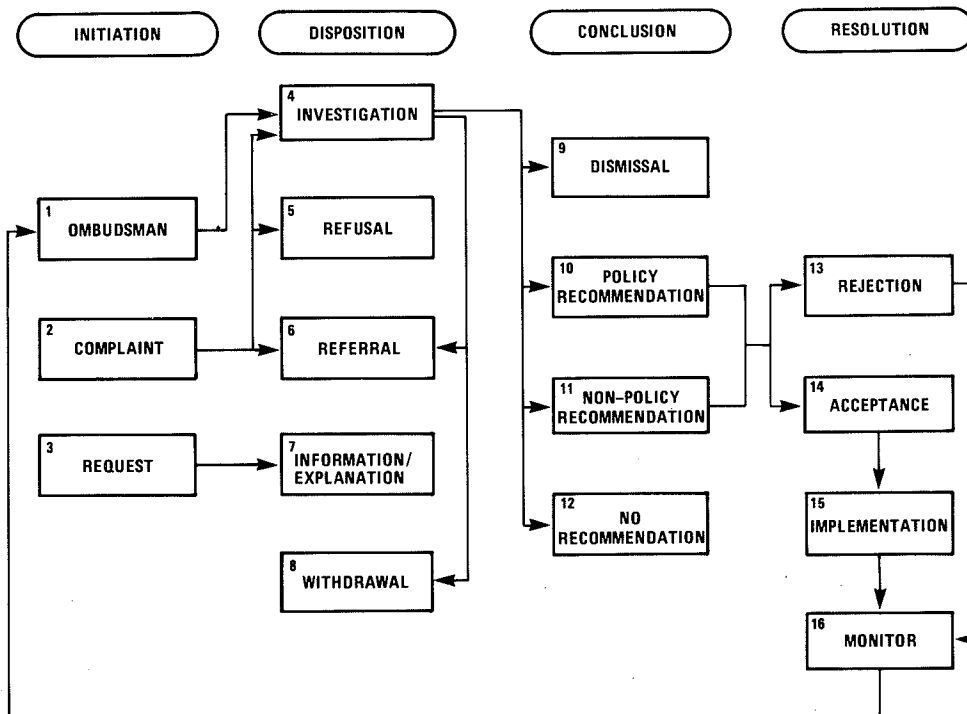 INITIATION
DISPOSITION
CONCLUSION
RESOLUTION
1
OMBUDSMAN
2
COMPLAINT
3
REQUEST
4
INVESTIGATION
5
REFUSAL
6
REFERRAL
7
INFORMATION/
EXPLANATION
8
WITHDRAWAL
9
DISMISSAL
10
POLICY
RECOMMENDATION
11
NON-POLICY
RECOMMENDATION
12
NO
RECOMMENDATION
13
REJECTION
14
ACCEPTANCE
15
IMPLEMENTATION
16
MONITOR